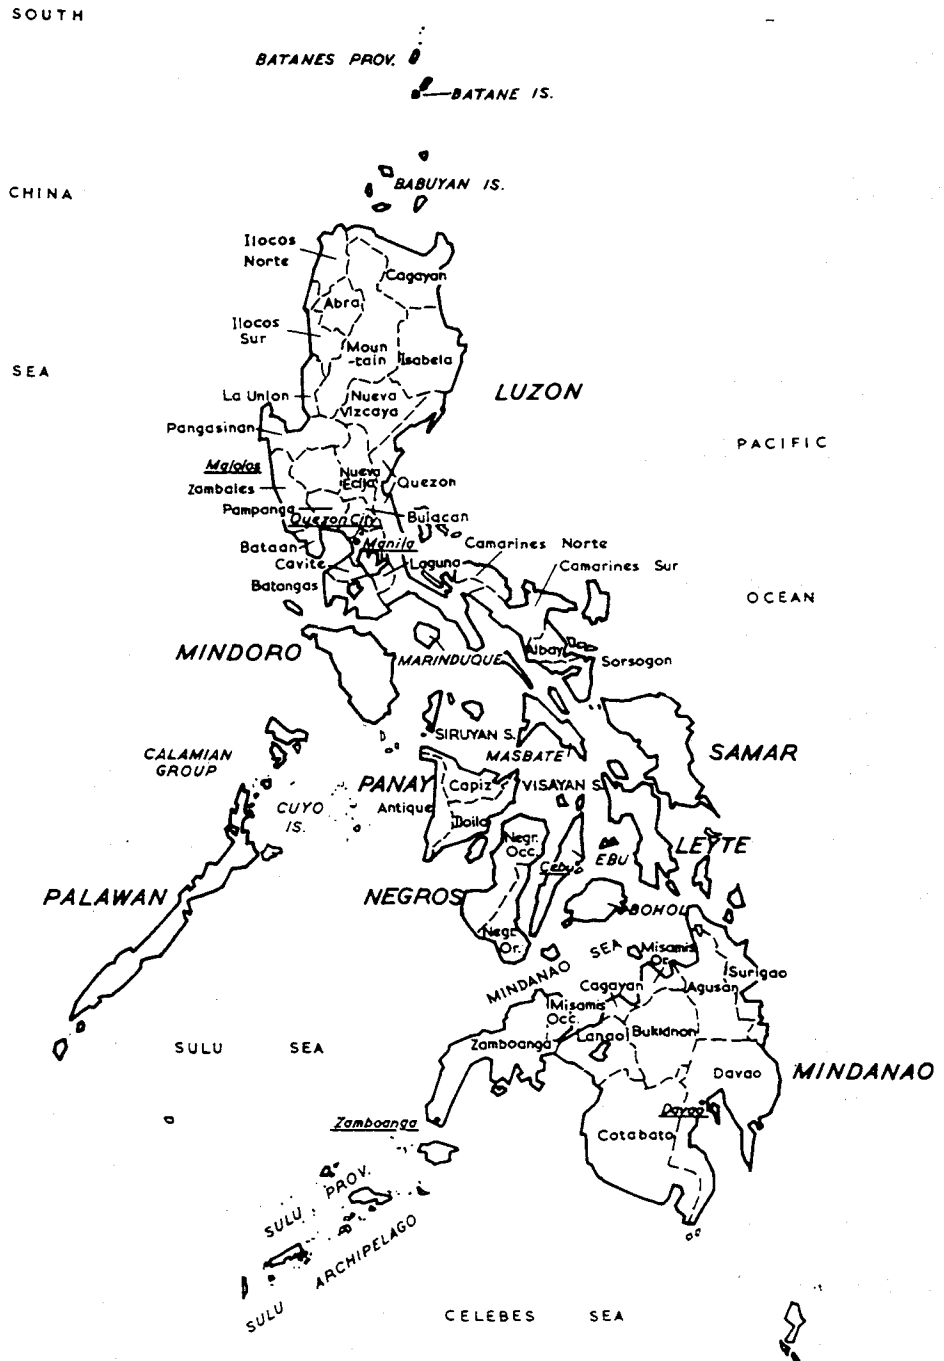 SOUTH
BATANES PROV.
BATANE IS.
CHINA
BABUYAN IS.
Ilocos
Norte
Cagayan
Abra
Ilocos
Sur
Moun
-tain
Isabela
SEA
La Union
Nueva
Vizcaya
LUZON
Pangasinan
PACIFIC
Malolos
Nueva
Ecija
Quezon
Zambales
Pampanga
Quezon City
Bulacan
Bataan
Manila
Camarines Norte
Cavite
Laguna
Camarines Sur
Batangas
OCEAN
MINDORO
MARINDUQUE
Albay
Sorsogon
SIRUYAN S.
MASBATE
SAMAR
CALAMIAN
GROUP
PANAY
Capiz
VISAYAN S.
CUYO
IS.
Antique
Iloilo
Negr.
Occ.
Cebu
EBU
LEYTE
PALAWAN
NEGROS
BOHOL
Negr.
Or.
MINDANAO SEA
Misamis
Or.
Surigao
Cagayan
Agusan
Misamis
Occ.
Zamboanga
Lanao
Bukidnon
SULU SEA
Davao
MINDANAO
Davao
Zamboanga
Cotabato
SULU PROV.
SULU ARCHIPELAGO
CELEBES SEA